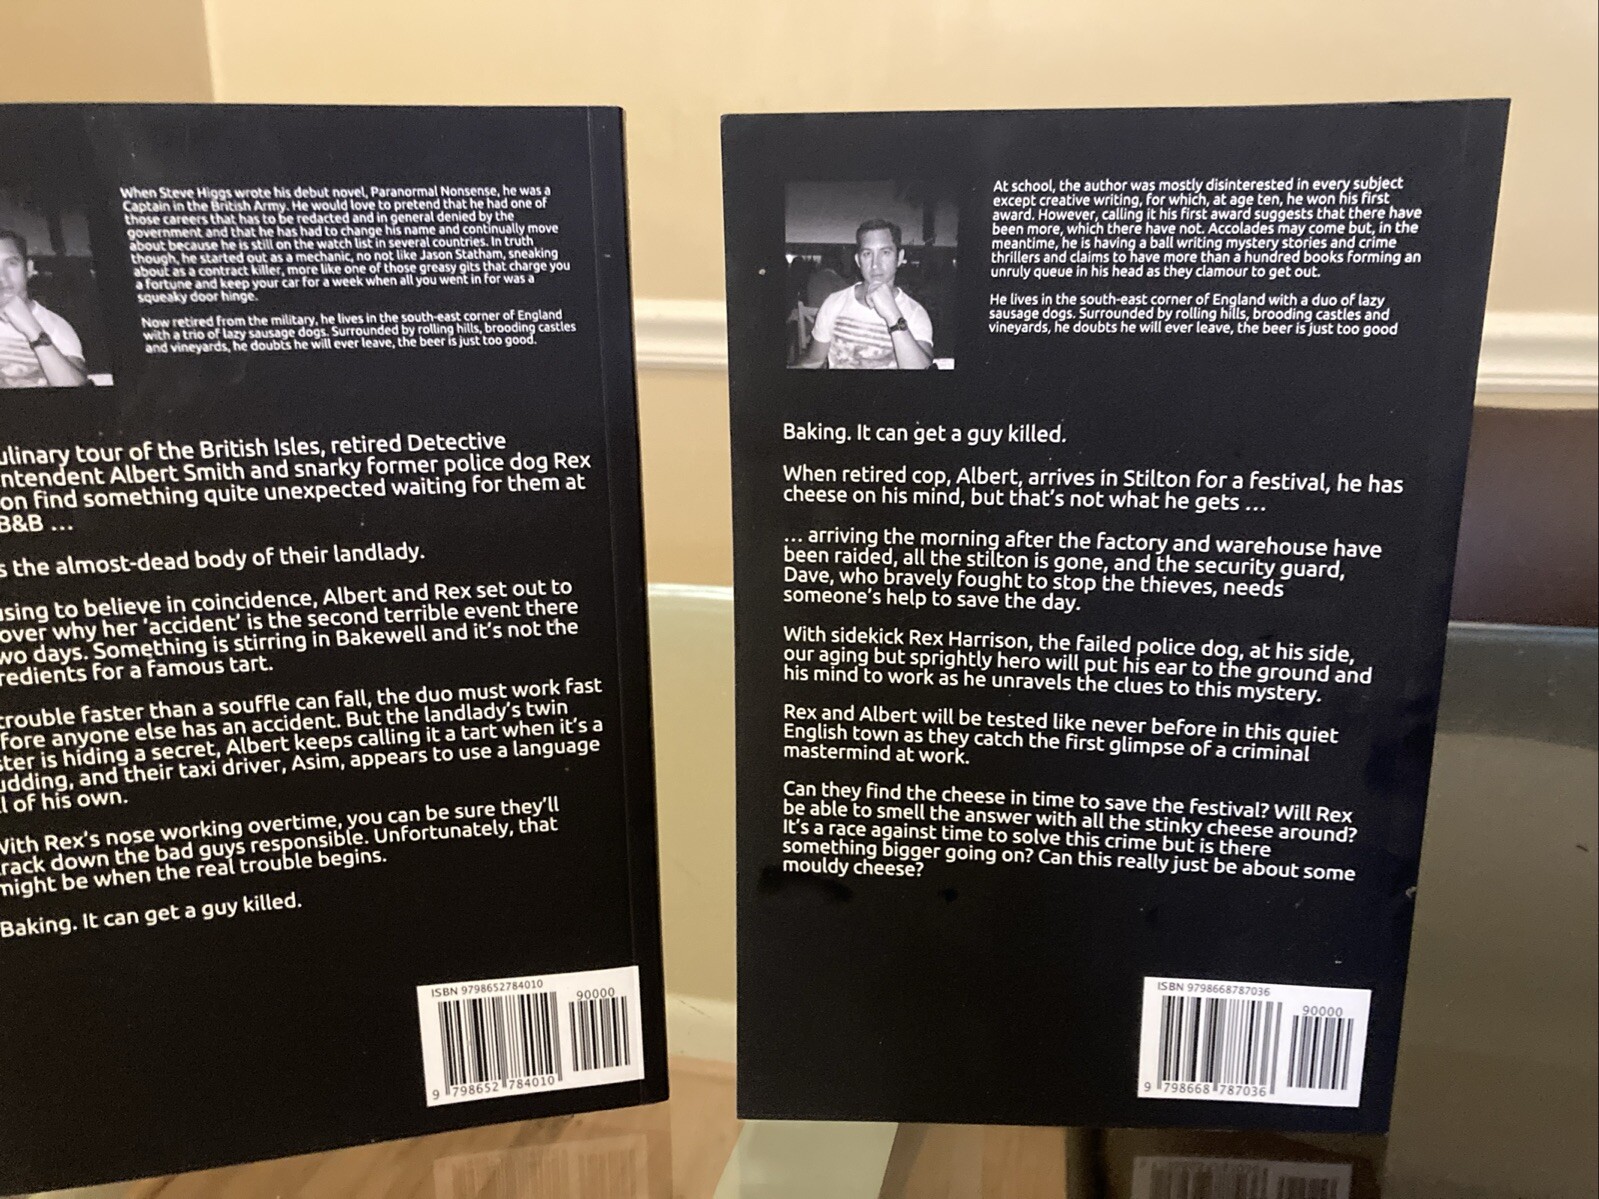 When Steve Higgs wrote his debut novel, Paranormal Nonsense, he was a
Captain in the British Army. He would love to pretend that he had one of
those careers that has to be redacted and in general denied by the
government and that he has had to change his name and continually move
about because he is still on the watch list in several countries. In truth
though, he started out as a mechanic, no not like Jason Statham, sneaking
about as a contract killer, more like one of those greasy gits that charge you
a fortune and keep your car for a week when all you went in for was a
squeaky door hinge.
Now retired from the military, he lives in the south-east corner of England
with a trio of lazy sausage dogs. Surrounded by rolling hills, brooding castles
and vineyards, he doubts he will ever leave, the beer is just too good.
ulinary tour of the British Isles, retired Detective
ntendent Albert Smith and snarky former police dog Rex
on find something quite unexpected waiting for them at
B&B ...
s the almost-dead body of their landlady.
using to believe in coincidence, Albert and Rex set out to
over why her ‘accident’ is the second terrible event there
wo days. Something is stirring in Bakewell and it’s not the
redients for a famous tart.
trouble faster than a souffle can fall, the duo must work fast
fore anyone else has an accident. But the landlady’s twin
ster is hiding a secret, Albert keeps calling it a tart when it’s a
udding, and their taxi driver, Asim, appears to use a language
l of his own.
With Rex’s nose working overtime, you can be sure they’ll
rack down the bad guys responsible. Unfortunately, that
might be when the real trouble begins.
Baking. It can get a guy killed.
ISBN 9798652784010
90000
9 798652 784010
At school, the author was mostly disinterested in every subject
except creative writing, for which, at age ten, he won his first
award. However, calling it his first award suggests that there have
been more, which there have not. Accolades may come but, in the
meantime, he is having a ball writing mystery stories and crime
thrillers and claims to have more than a hundred books forming an
unruly queue in his head as they clamour to get out.
He lives in the south-east corner of England with a duo of lazy
sausage dogs. Surrounded by rolling hills, brooding castles and
vineyards, he doubts he will ever leave, the beer is just too good
Baking. It can get a guy killed.
When retired cop, Albert, arrives in Stilton for a festival, he has
cheese on his mind, but that’s not what he gets ...
... arriving the morning after the factory and warehouse have
been raided, all the stilton is gone, and the security guard,
Dave, who bravely fought to stop the thieves, needs
someone’s help to save the day.
With sidekick Rex Harrison, the failed police dog, at his side,
our aging but sprightly hero will put his ear to the ground and
his mind to work as he unravels the clues to this mystery.
Rex and Albert will be tested like never before in this quiet
English town as they catch the first glimpse of a criminal
mastermind at work.
Can they find the cheese in time to save the festival? Will Rex
be able to smell the answer with all the stinky cheese around?
It’s a race against time to solve this crime but is there
something bigger going on? Can this really just be about some
mouldy cheese?
ISBN 9798668787036
90000
9 798668 787036